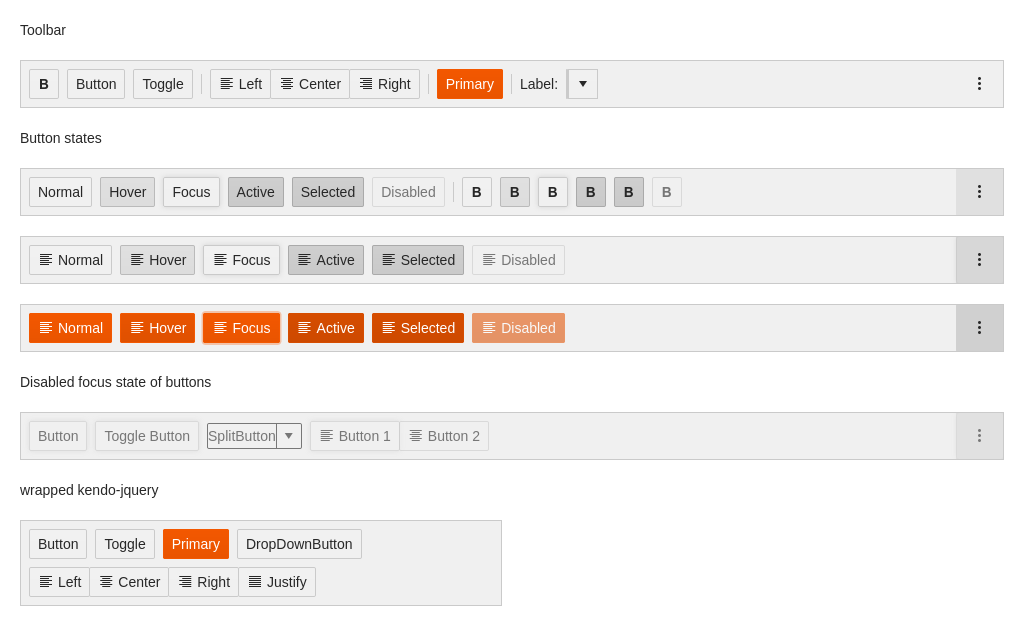 Toolbar
B Button Toggle Left Center Right Primary Label:
Button states
Normal Hover Focus Active Selected Disabled B B B B B B
Normal Hover Focus Active Selected Disabled
Normal Hover Focus Active Selected Disabled
Disabled focus state of buttons
Button Toggle Button SplitButton Button 1 Button 2
wrapped kendo-jquery
Button Toggle Primary DropDownButton
Left Center Right Justify